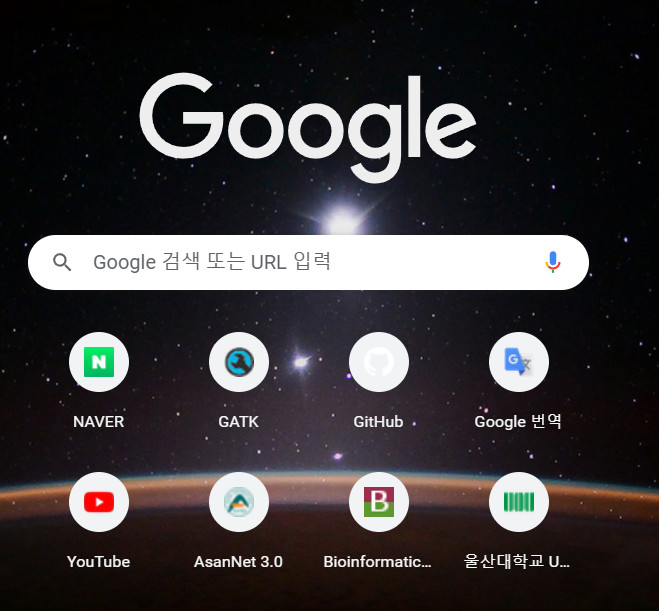 Google
Google 검색 또는 URL 입력
NAVER
GATK
GitHub
Google 번역
YouTube
AsanNet 3.0
Bioinformatic...
울산대학교 U...